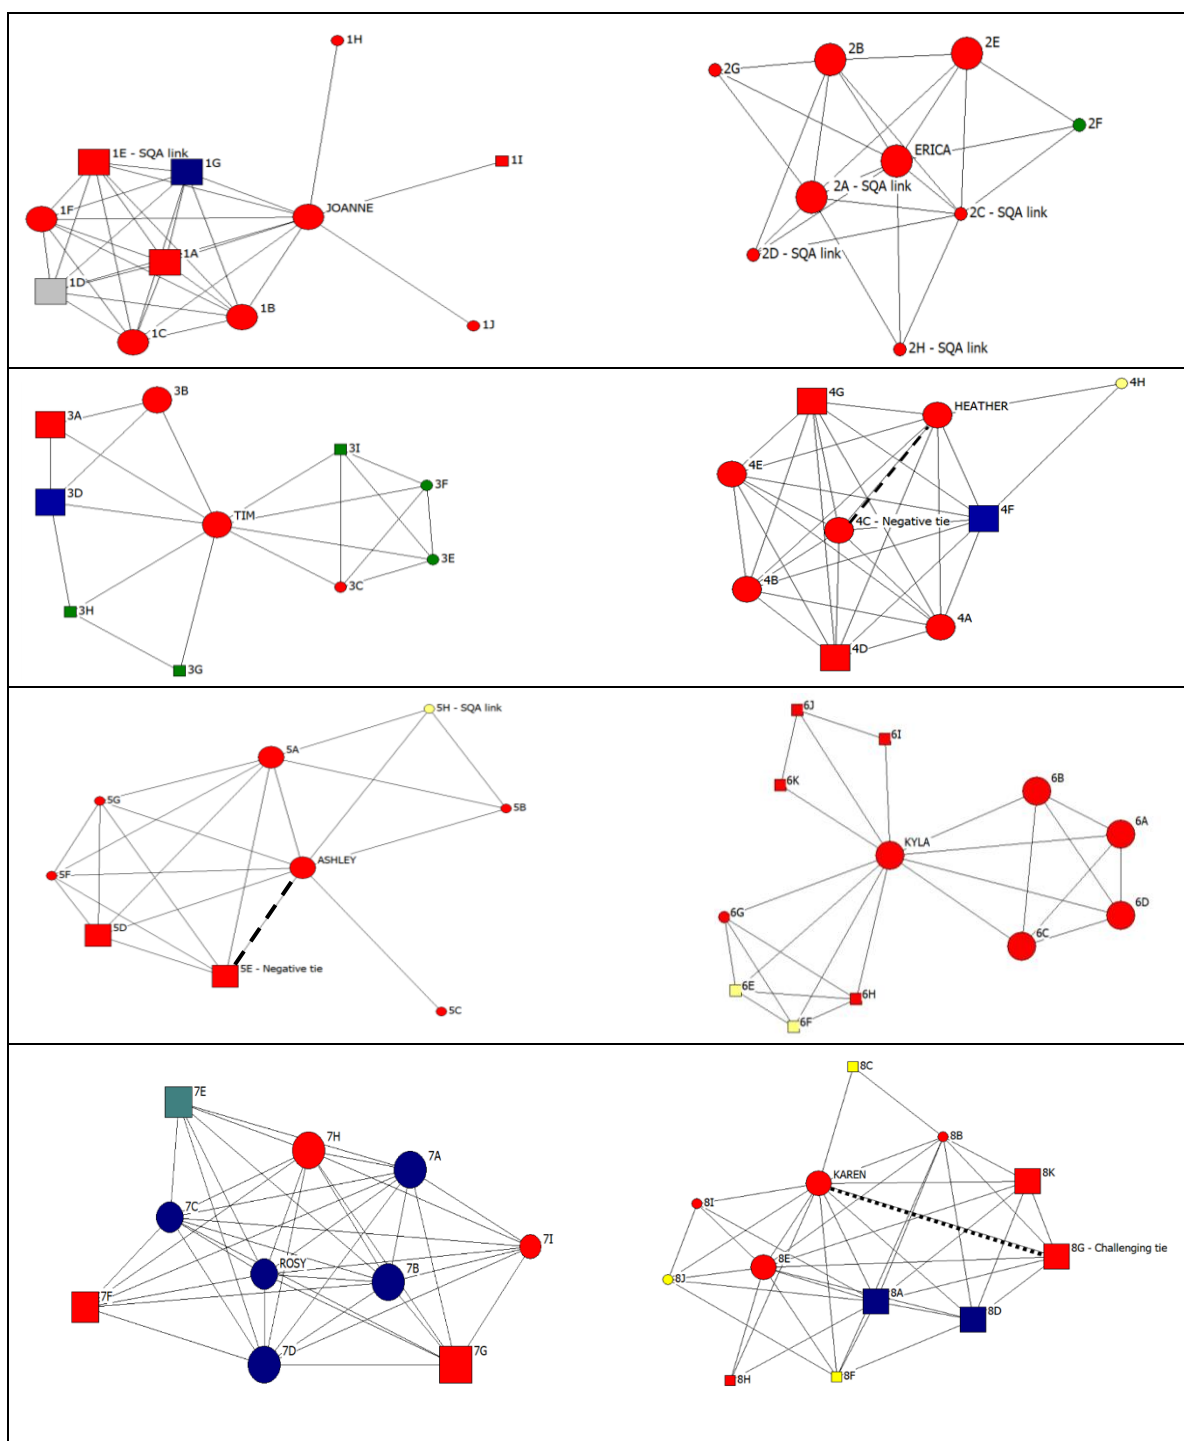 1H
1E - SQA link
1G
1I
1F
JOANNE
1A
1D
1B
1C
1J
2B
2E
2G
2F
ERICA
2A - SQA link
2C - SQA link
2D - SQA link
2H - SQA link
3B
3A
3I
3F
3D
TIM
3E
3C
3H
3G
4H
4G
HEATHER
4E
4F
4C - Negative tie
4B
4A
4D
5H - SQA link
5A
5G
5B
ASHLEY
5F
5D
5E - Negative tie
5C
6J
6I
6K
6B
6A
KYLA
6G
6D
6C
6E
6H
6F
7E
7H
7A
7C
7I
ROSY
7B
7F
7D
7G
8C
8B
KAREN
8K
8I
8G - Challenging tie
8E
8J
8A
8D
8H
8F